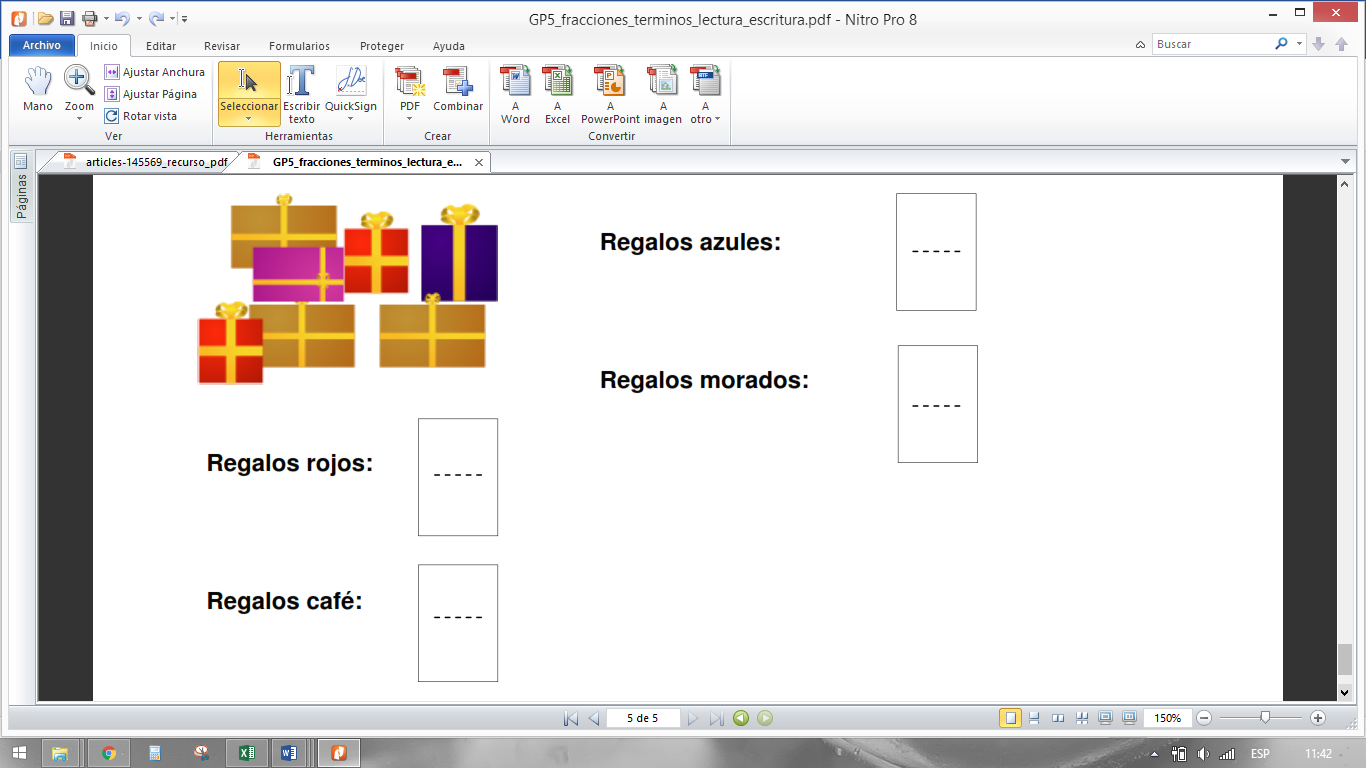 GP5_fracciones_terminos_lectura_escritura.pdf - Nitro Pro 8
Archivo Inicio Editar Revisar Formularios Proteger Ayuda
Buscar
Mano
Zoom
Ajustar Anchura
Ajustar Página
Rotar vista
Ver
Seleccionar
Escribir texto
QuickSign
Herramientas
PDF
Combinar
Crear
A Word
A Excel
A PowerPoint
A imagen
A otro
Convertir
articles-145569_recurso_pdf
GP5_fracciones_terminos_lectura_e...
Páginas
Regalos azules:
-----
Regalos morados:
-----
Regalos rojos:
-----
Regalos café:
-----
5 de 5
150%
ESP
11:42